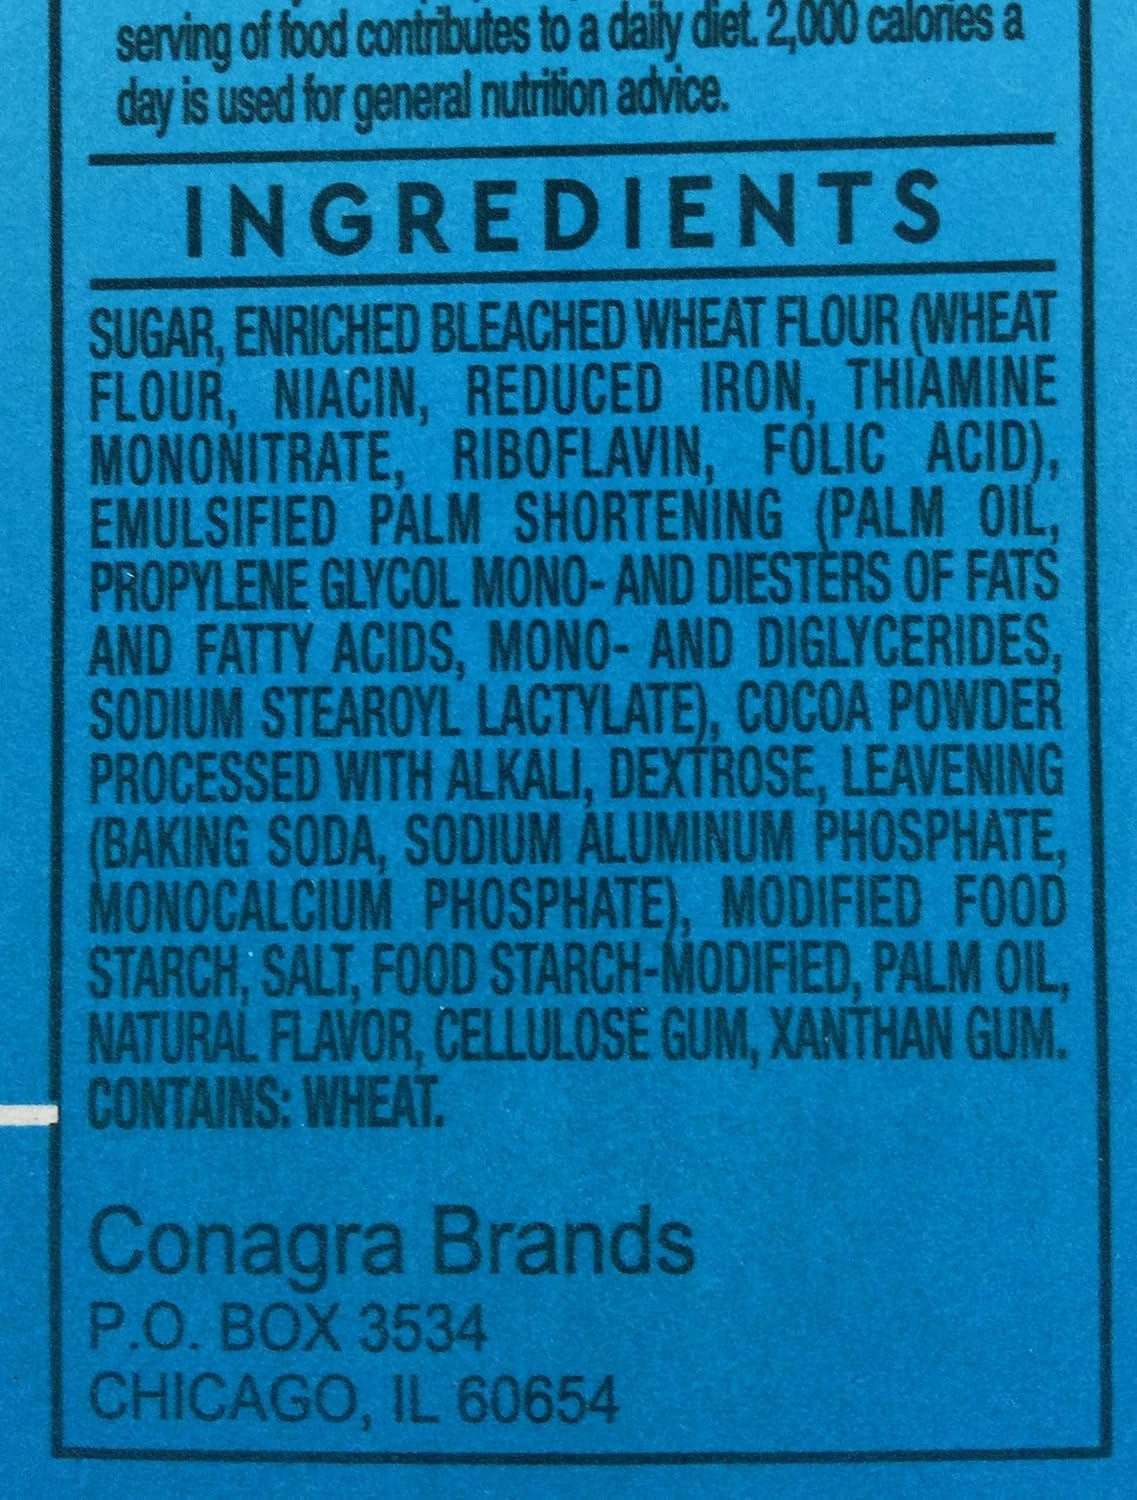 serving of food contributes to a daily diet. 2,000 calories a
day is used for general nutrition advice.
INGREDIENTS
SUGAR, ENRICHED BLEACHED WHEAT FLOUR (WHEAT
FLOUR, NIACIN, REDUCED IRON, THIAMINE
MONONITRATE, RIBOFLAVIN, FOLIC ACID),
EMULSIFIED PALM SHORTENING (PALM OIL,
PROPYLENE GLYCOL MONO- AND DIESTERS OF FATS
AND FATTY ACIDS, MONO- AND DIGLYCERIDES,
SODIUM STEAROYL LACTYLATE), COCOA POWDER
PROCESSED WITH ALKALI, DEXTROSE, LEAVENING
(BAKING SODA, SODIUM ALUMINUM PHOSPHATE,
MONOCALCIUM PHOSPHATE), MODIFIED FOOD
STARCH, SALT, FOOD STARCH-MODIFIED, PALM OIL,
NATURAL FLAVOR, CELLULOSE GUM, XANTHAN GUM.
CONTAINS: WHEAT.
Conagra Brands
P.O. BOX 3534
CHICAGO, IL 60654